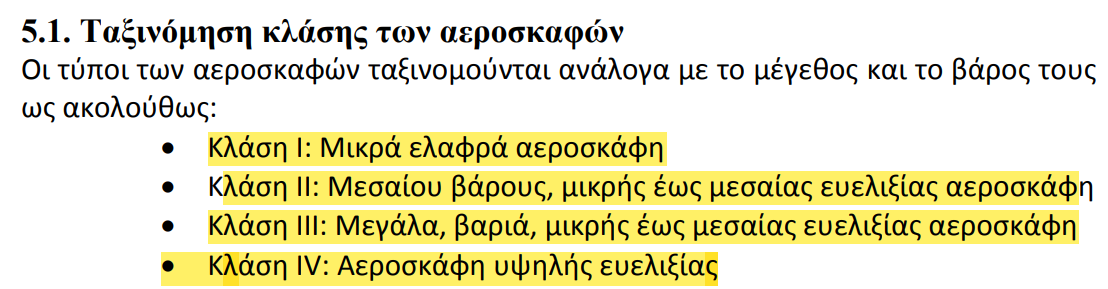 5.1. Ταξινόμηση κλάσης των αεροσκαφών
Οι τύποι των αεροσκαφών ταξινομούνται ανάλογα με το μέγεθος και το βάρος τους
ως ακολούθως:
• Κλάση I: Μικρά ελαφρά αεροσκάφη
• Κλάση II: Μεσαίου βάρους, μικρής έως μεσαίας ευελιξίας αεροσκάφη
• Κλάση III: Μεγάλα, βαριά, μικρής έως μεσαίας ευελιξίας αεροσκάφη
• Κλάση IV: Αεροσκάφη υψηλής ευελιξίας